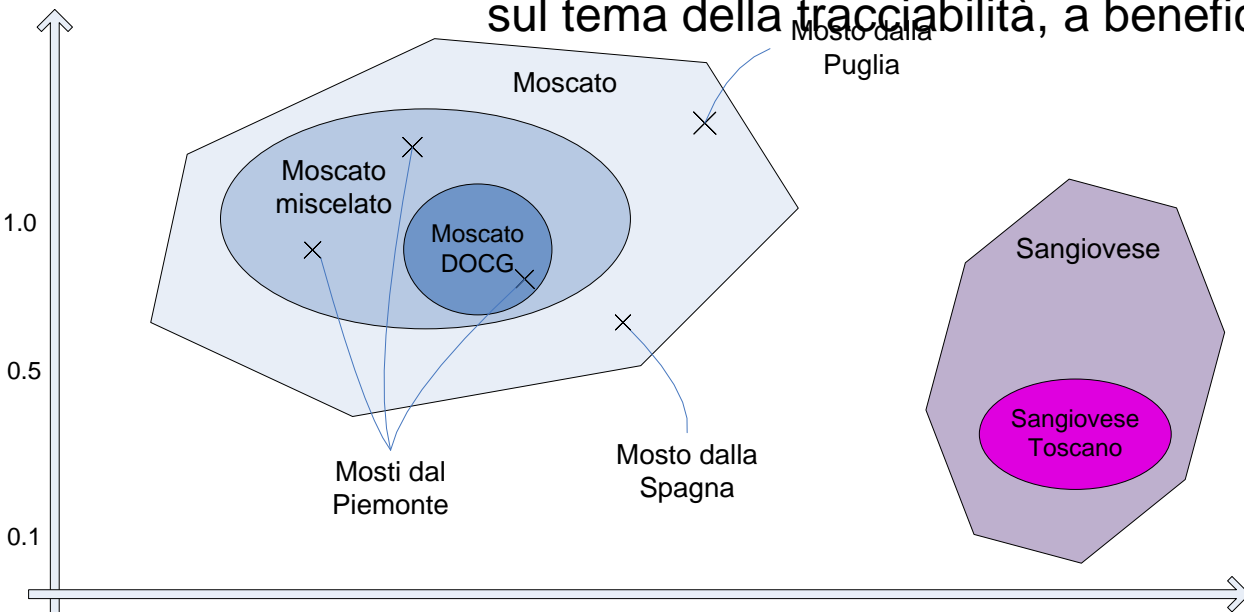 sul tema della tracciabilità, a benefic
Mosto dalla
Puglia
Moscato
Moscato
miscelato
1.0
Moscato
DOCG
Sangiovese
0.5
Sangiovese
Toscano
Mosto dalla
Spagna
Mosti dal
Piemonte
0.1